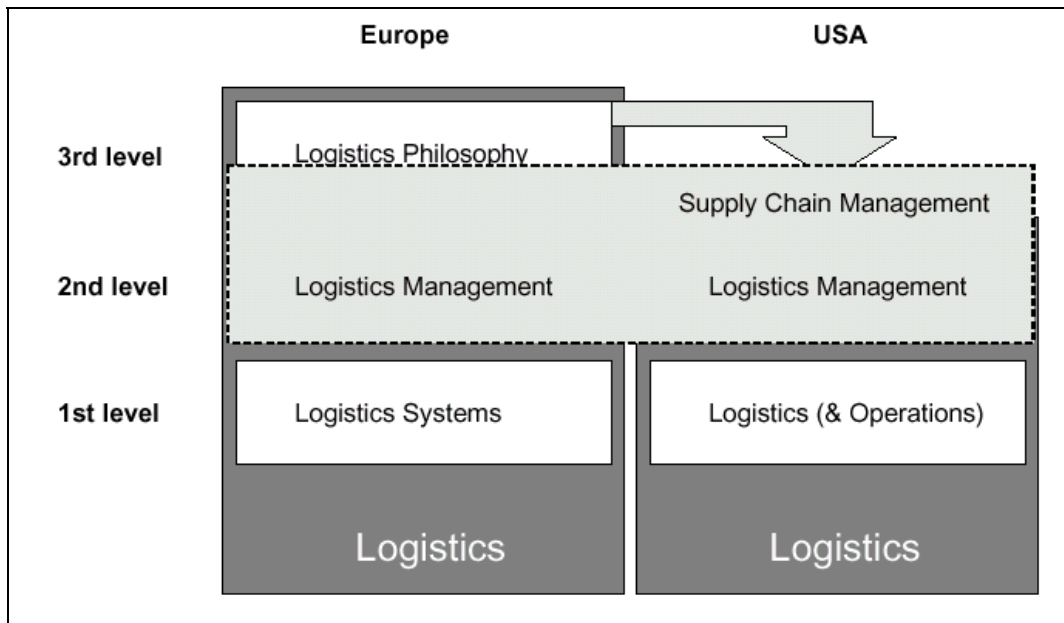 Europe USA
3rd level Logistics Philosophy
Supply Chain Management
2nd level Logistics Management Logistics Management
1st level Logistics Systems Logistics (& Operations)
Logistics Logistics